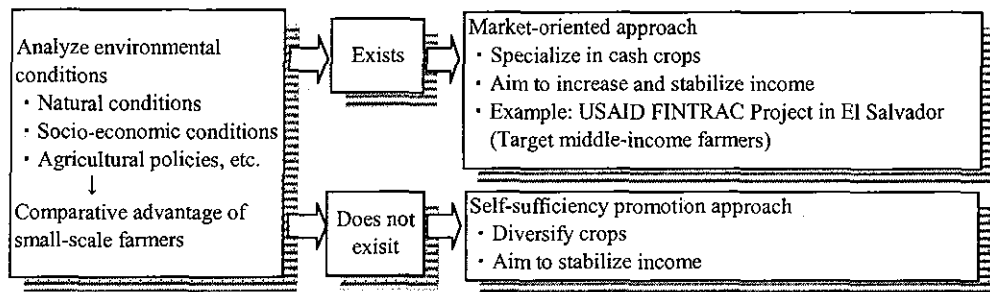 Analyze environmental
conditions
・Natural conditions
・Socio-economic conditions
・Agricultural policies, etc.
↓
Comparative advantage of
small-scale farmers
Exists
Market-oriented approach
・Specialize in cash crops
・Aim to increase and stabilize income
・Example: USAID FINTRAC Project in El Salvador
(Target middle-income farmers)
Does not
exisit
Self-sufficiency promotion approach
・Diversify crops
・Aim to stabilize income